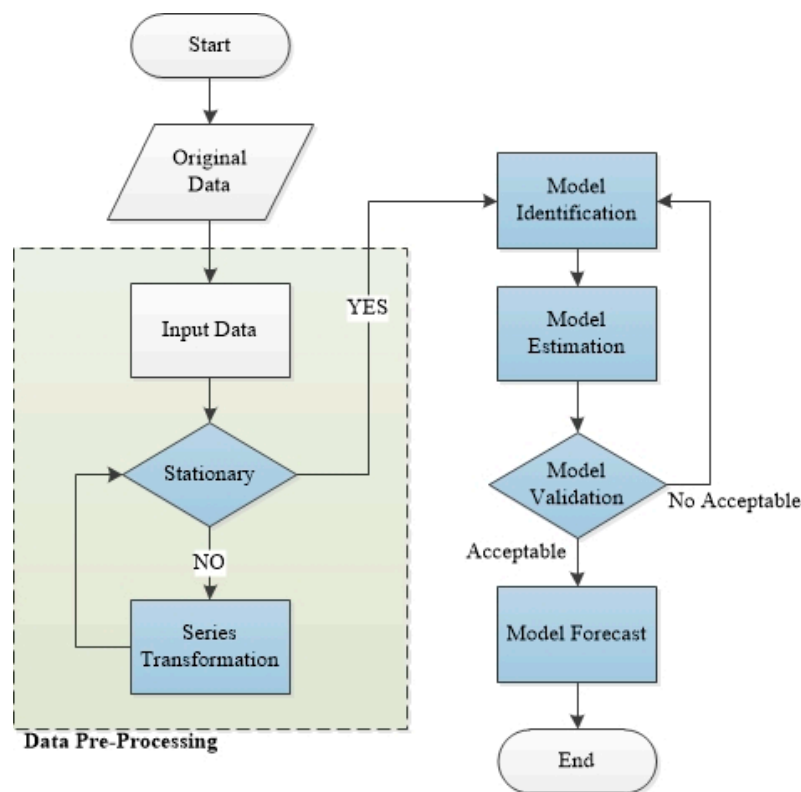 Start
Original
Data
Input Data
Stationary
YES
NO
Series
Transformation
Data Pre-Processing
Model
Identification
Model
Estimation
Model
Validation
No Acceptable
Acceptable
Model Forecast
End